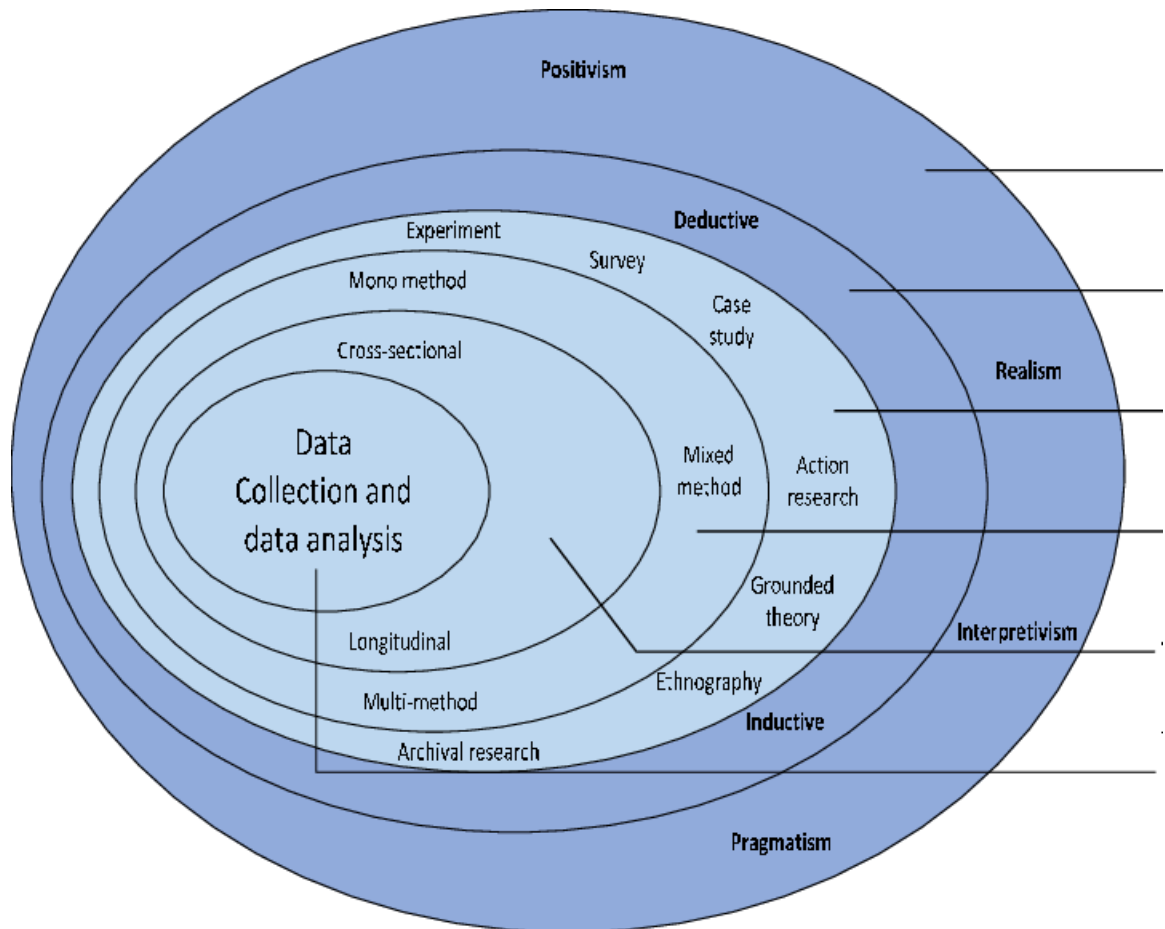 Positivism
Deductive
Experiment
Survey
Mono method
Case
study
Cross-sectional
Realism
Data
Collection and
data analysis
Mixed
method
Action
research
Grounded
theory
Longitudinal
Interpretivism
Ethnography
Multi-method
Inductive
Archival research
Pragmatism